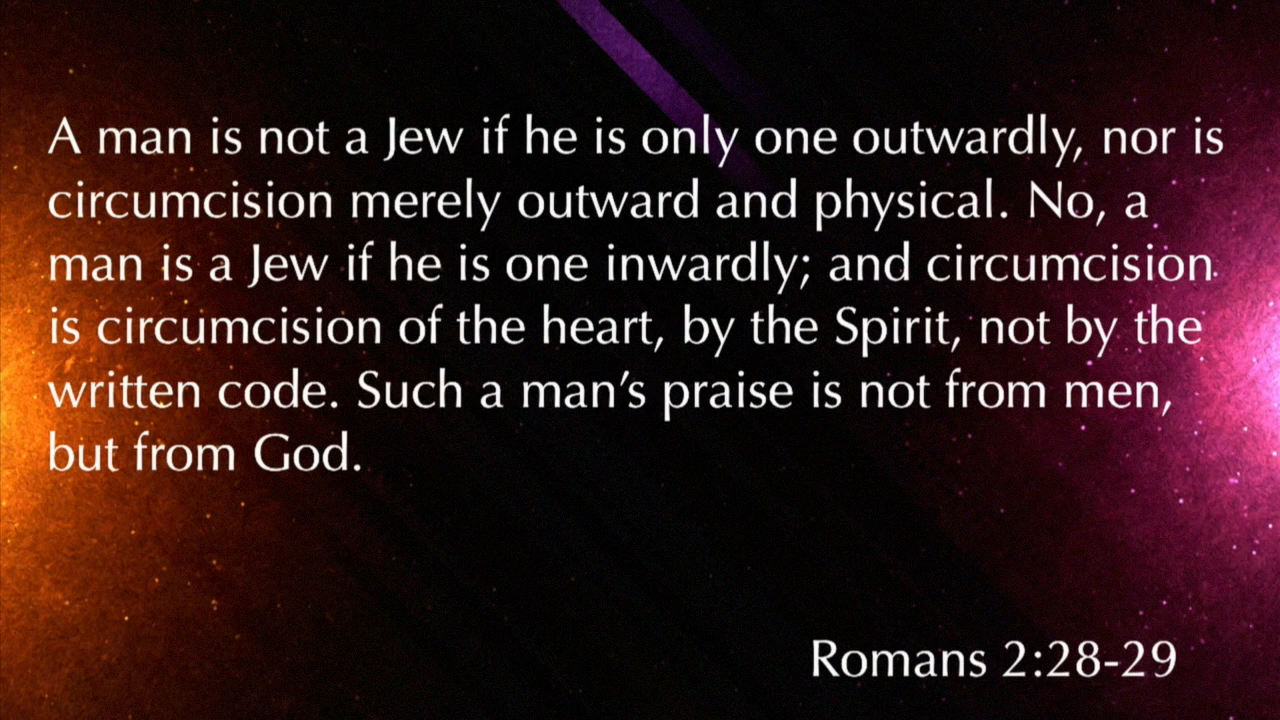 A man is not a Jew if he is only one outwardly, nor is
circumcision merely outward and physical. No, a
man is a Jew if he is one inwardly; and circumcision
is circumcision of the heart, by the Spirit, not by the
written code. Such a man’s praise is not from men,
but from God.
Romans 2:28-29